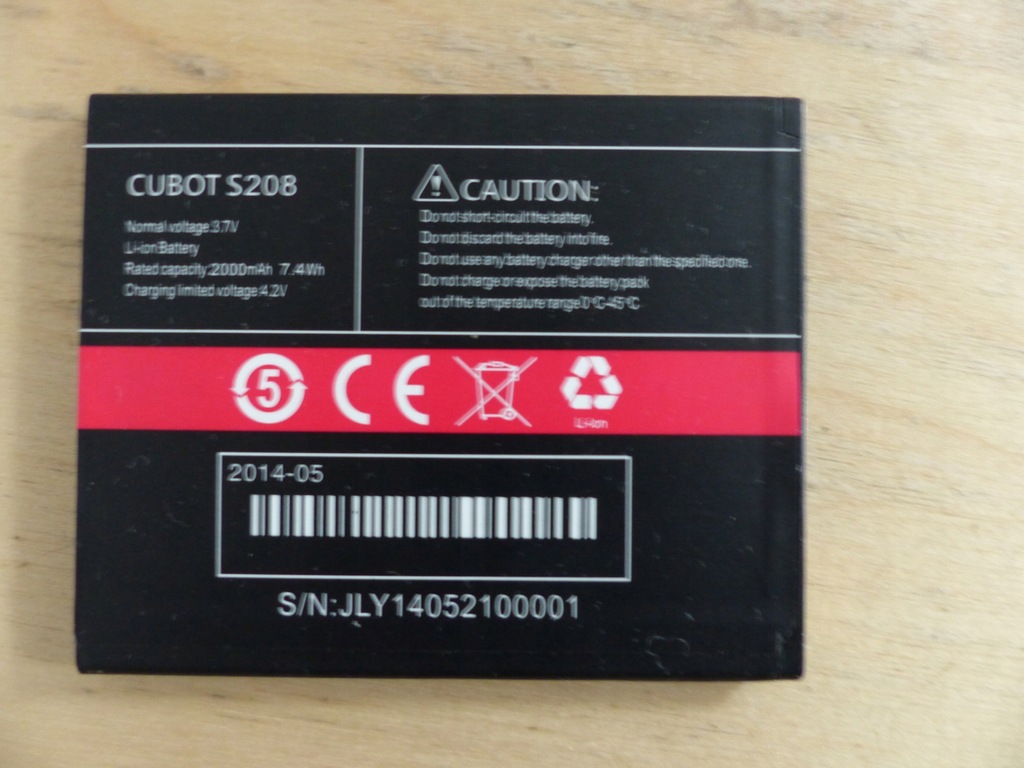 CUBOT S208
Normal voltage:3.7V
Li-ion Battery
Rated capacity:2000mAh 7.4Wh
Charging limited voltage:4.2V
CAUTION:
Do not short-circuit the battery.
Do not discard the battery into fire.
Do not use any battery charger other than the specified one.
Do not charge or expose the battery pack
out of the temperature range:0°C-45°C
5
CE
Li-ion
2014-05
S/N:JLY14052100001